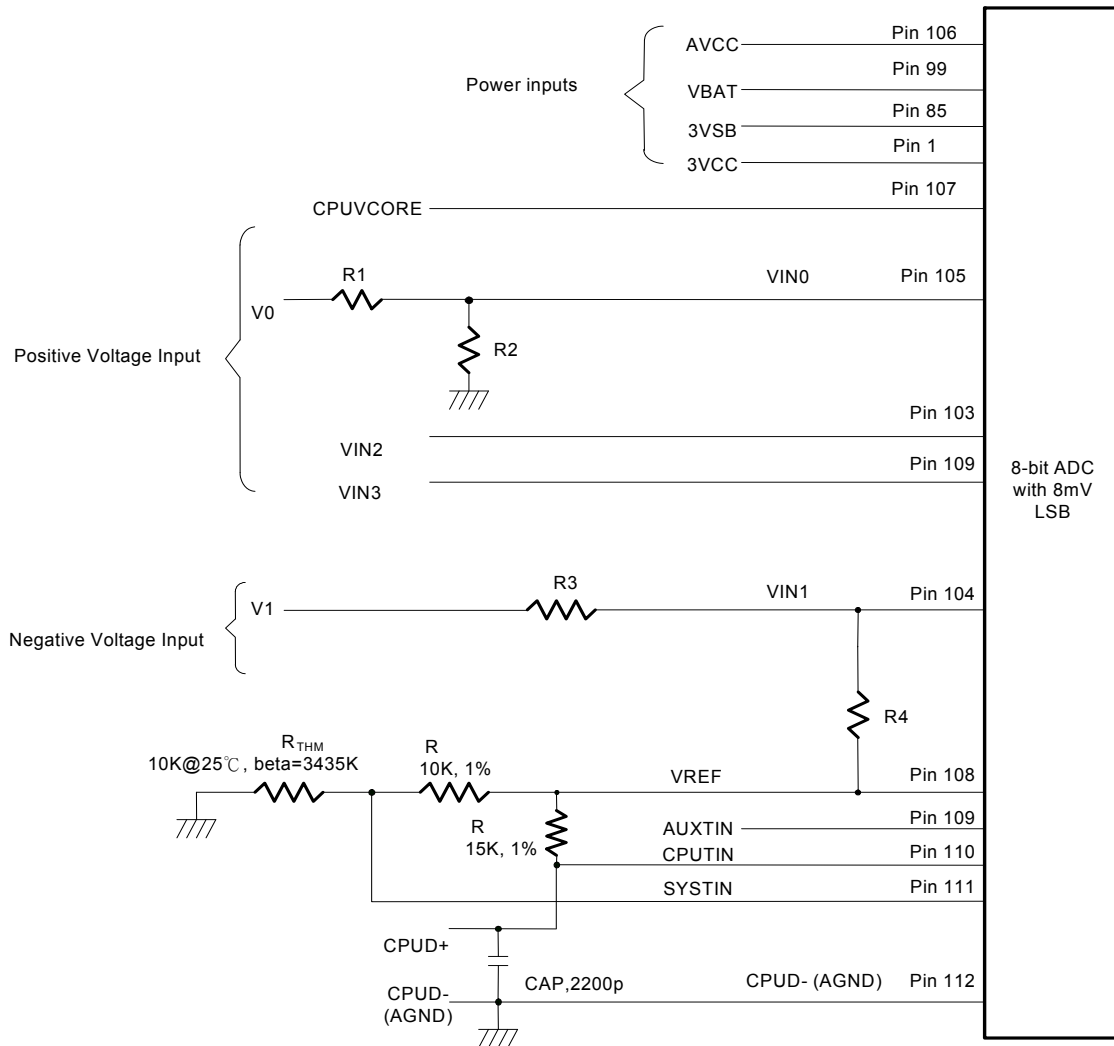 Power inputs
AVCC
Pin 106
VBAT
Pin 99
3VSB
Pin 85
3VCC
Pin 1
CPUVCORE
Pin 107
Positive Voltage Input
V0
R1
R2
VIN0
Pin 105
VIN2
Pin 103
VIN3
Pin 109
8-bit ADC
with 8mV
LSB
Negative Voltage Input
V1
R3
VIN1
Pin 104
R4
RTHM
10K@25℃, beta=3435K
R
10K, 1%
VREF
Pin 108
R
15K, 1%
AUXTIN
Pin 109
CPUTIN
Pin 110
SYSTIN
Pin 111
CPUD+
CAP,2200p
CPUD-
(AGND)
CPUD- (AGND)
Pin 112